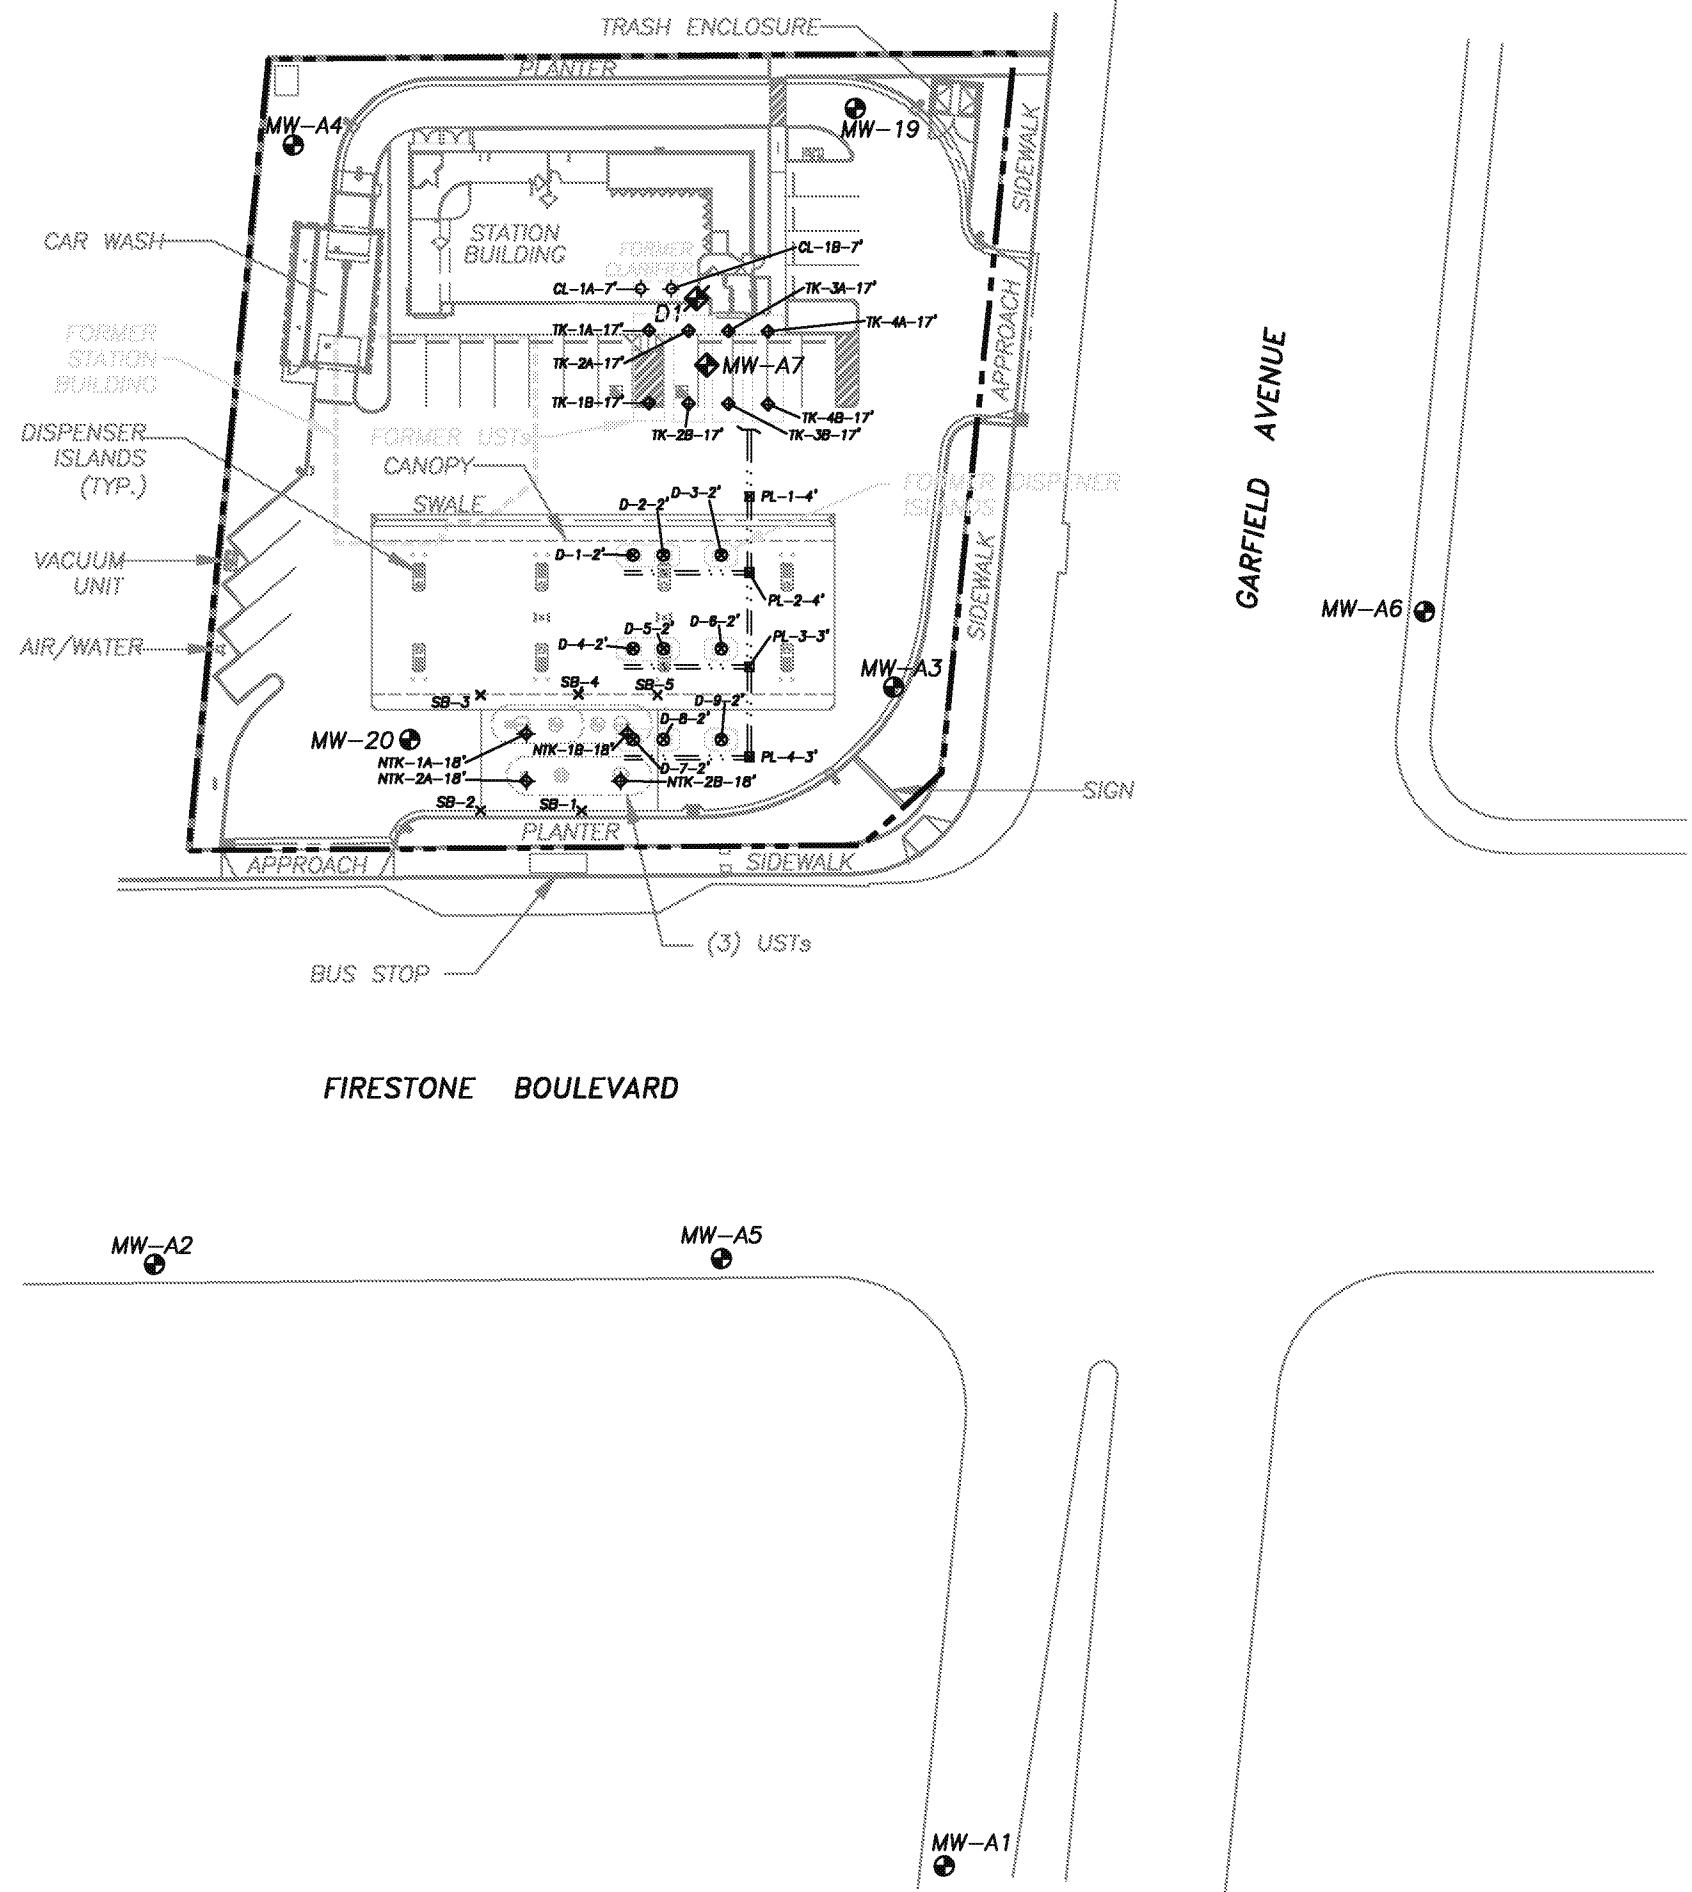 TRASH ENCLOSURE
PLANTER
MW-A4
MW-19
SIDEWALK
CAR WASH
STATION
BUILDING
FORMER
CLARIFIER
CL-1B-7'
CL-1A-7'
TK-3A-17'
D1
TK-1A-17'
TK-4A-17'
FORMER
STATION
BUILDING
TK-2A-17'
MW-A7
APPROACH
GARFIELD AVENUE
TK-1B-17'
TK-4B-17'
TK-2B-17'
TK-3B-17'
DISPENSER
ISLANDS
(TYP.)
FORMER USTs
CANOPY
SWALE
D-2-2'
D-3-2'
PL-1-4'
FORMER DISPENER
ISLANDS
D-1-2'
VACUUM
UNIT
SIDEWALK
PL-2-4'
MW-A6
D-5-2'
D-6-2'
PL-3-3'
D-4-2'
AIR/WATER
MW-A3
SB-3
SB-4
SB-5
D-9-2'
D-8-2'
MW-20
NTK-1B-18'
PL-4-3'
NTK-1A-18'
D-7-2'
NTK-2A-18'
NTK-2B-18'
SIGN
SB-2
SB-1
PLANTER
APPROACH
SIDEWALK
(3) USTs
BUS STOP
FIRESTONE BOULEVARD
MW-A2
MW-A5
MW-A1